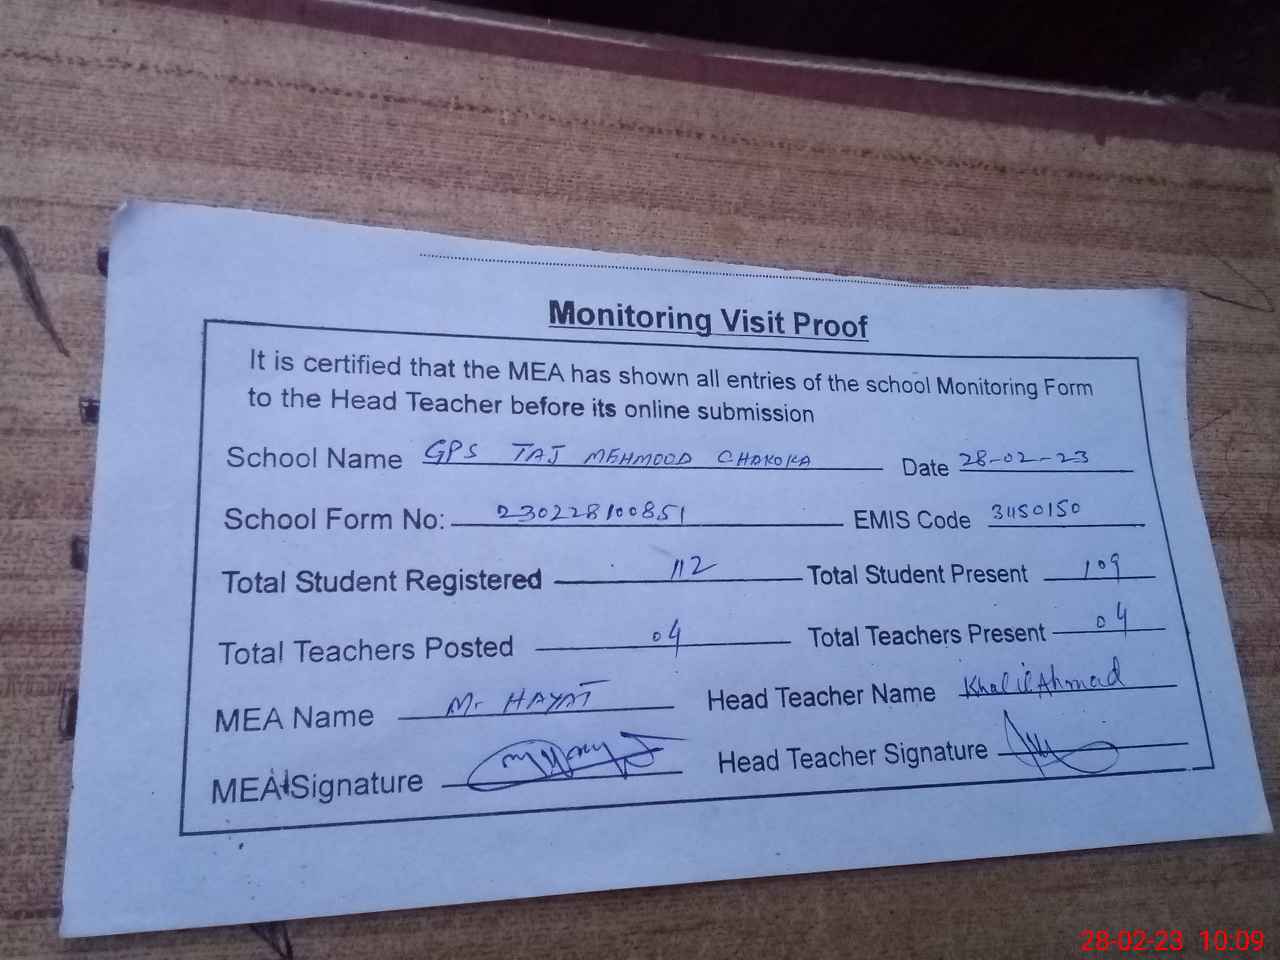 Monitoring Visit Proof
It is certified that the MEA has shown all entries of the school Monitoring Form
to the Head Teacher before its online submission
School Name GPS TAJ MEHMOOD CHAKOKA Date 28-02-23
School Form No: 230228100851 EMIS Code 31150150
Total Student Registered 112 Total Student Present 109
Total Teachers Posted 04 Total Teachers Present 04
MEA Name Mr HAYAT Head Teacher Name Khalil Ahmad
MEA Signature Head Teacher Signature
28-02-23 10:09